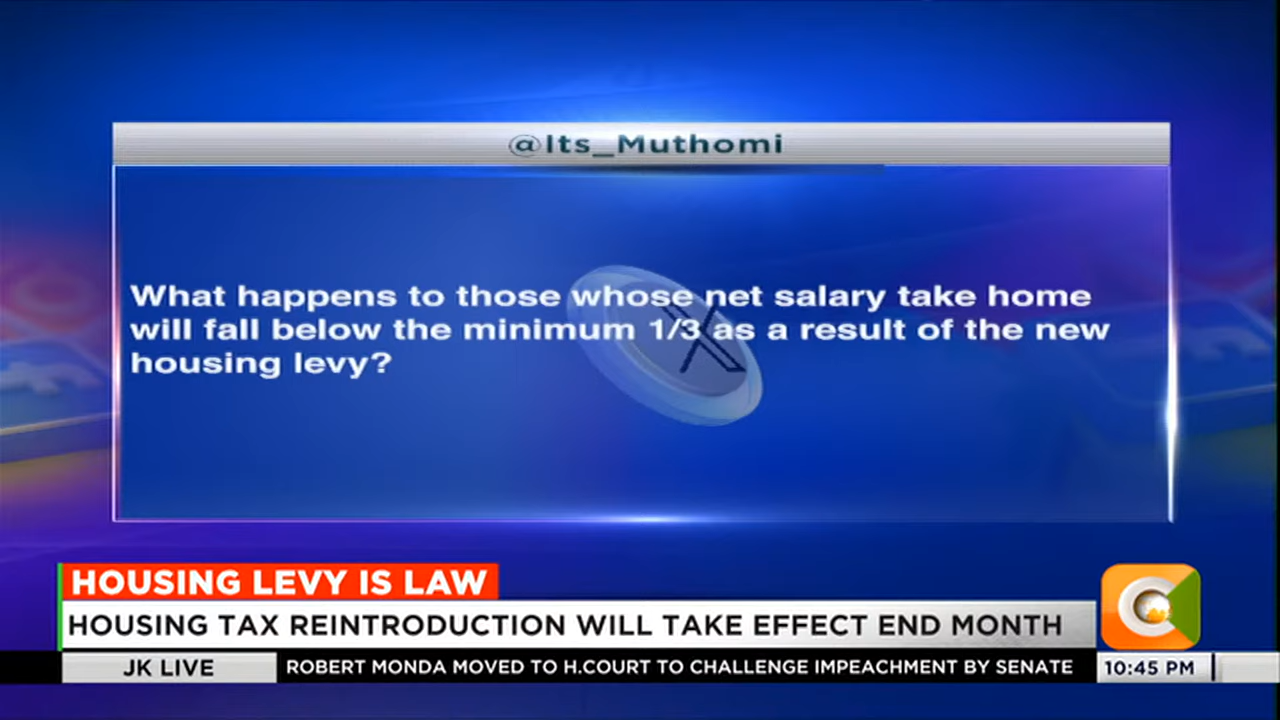 @Its_Muthomi
What happens to those whose net salary take home
will fall below the minimum 1/3 as a result of the new
housing levy?
HOUSING LEVY IS LAW
HOUSING TAX REINTRODUCTION WILL TAKE EFFECT END MONTH
JK LIVE
ROBERT MONDA MOVED TO H.COURT TO CHALLENGE IMPEACHMENT BY SENATE
10:45 PM